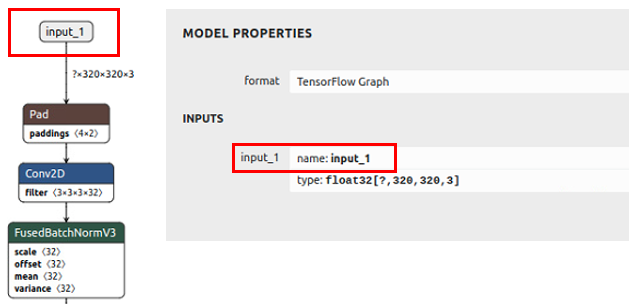 input_1
?×320×320×3
Pad
paddings ⟨4×2⟩
Conv2D
filter ⟨3×3×3×32⟩
FusedBatchNormV3
scale ⟨32⟩
offset ⟨32⟩
mean ⟨32⟩
variance ⟨32⟩
MODEL PROPERTIES
format TensorFlow Graph
INPUTS
input_1 name: input_1
type: float32[?,320,320,3]